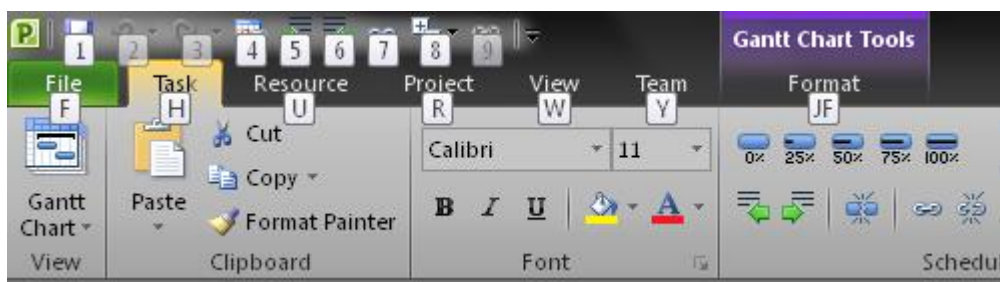 P 1 2 3 4 5 6 7 8 9 Gantt Chart Tools
File Task Resource Project View Team Format
F H U R W Y JF
Cut
Calibri 11 0% 25% 50% 75% 100%
Copy
Gantt Chart Paste
B I U A
Format Painter
View Clipboard Font Schedu